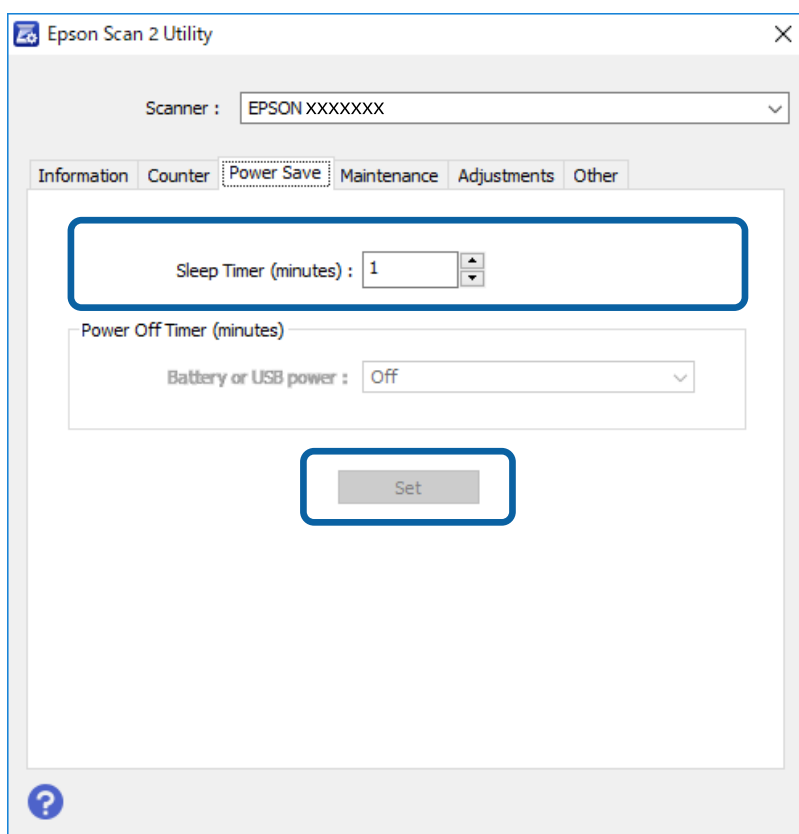 Epson Scan 2 Utility
Scanner : EPSON XXXXXXX
Information Counter Power Save Maintenance Adjustments Other
Sleep Timer (minutes) : 1
Power Off Timer (minutes)
Battery or USB power : Off
Set
?